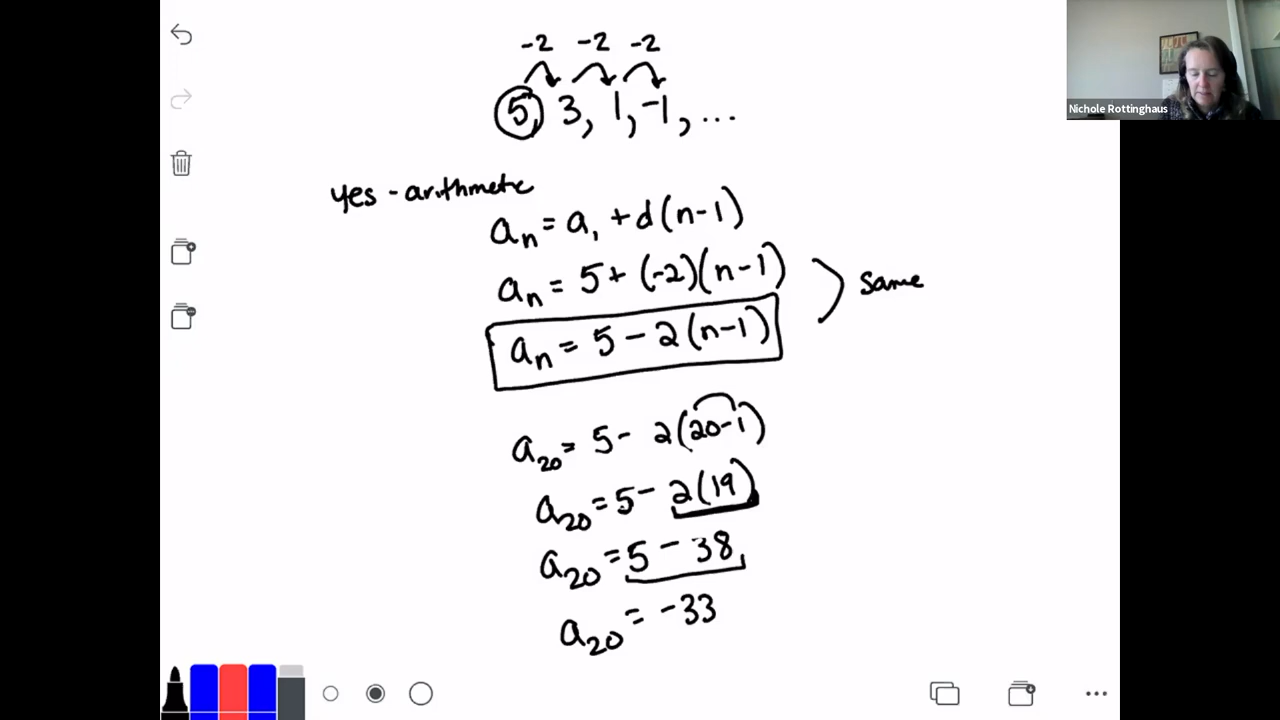 -2 -2 -2
5, 3, 1, -1, ...
Nichole Rottinghaus
yes - arithmetic
aₙ = a₁ + d(n-1)
aₙ = 5 + (-2)(n-1)
same
aₙ = 5 - 2(n-1)
a₂₀ = 5 - 2(20-1)
a₂₀ = 5 - 2(19)
a₂₀ = 5 - 38
a₂₀ = -33